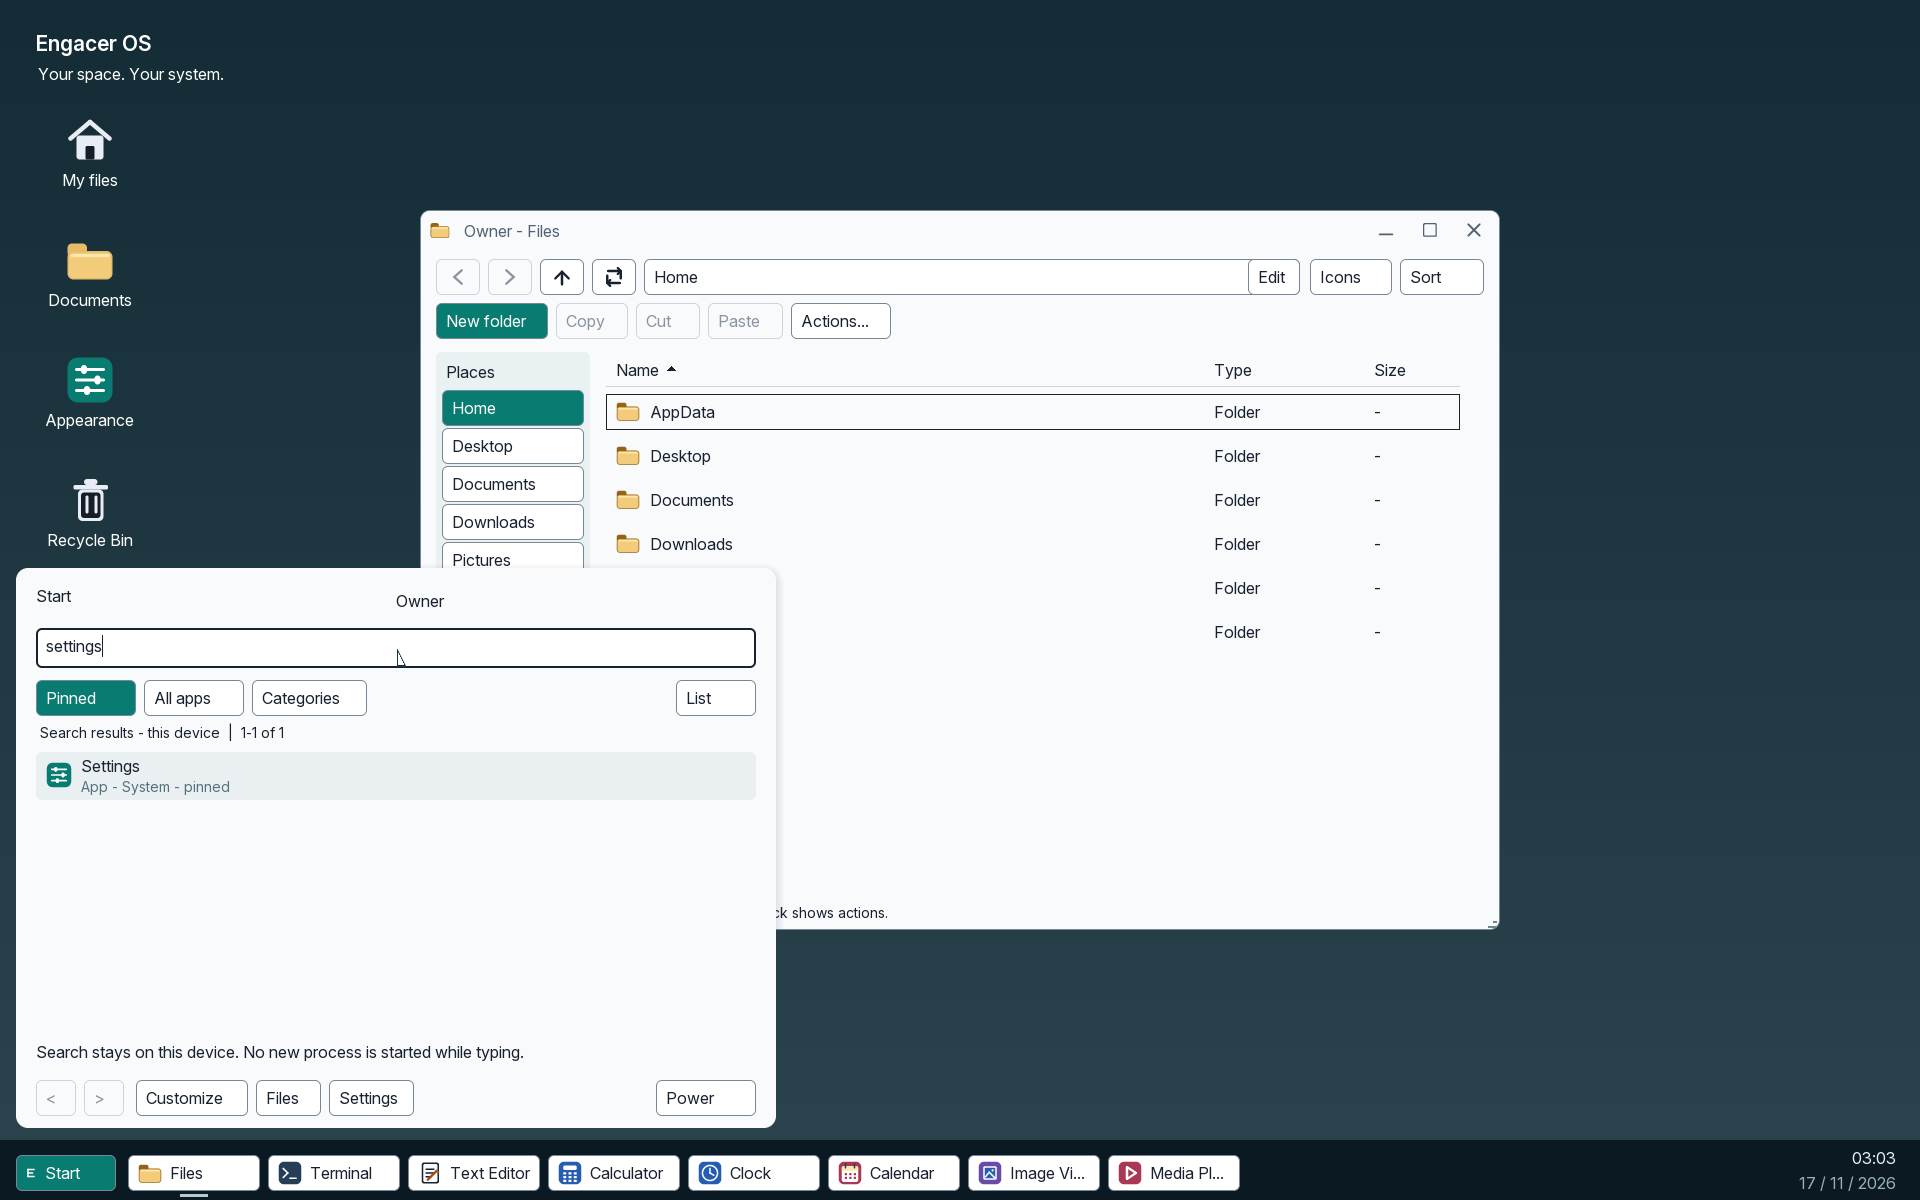 Engacer OS
Your space. Your system.
My files
Documents
Appearance
Recycle Bin
Owner - Files
Home
Edit
Icons
Sort
New folder
Copy
Cut
Paste
Actions...
Places
Home
Desktop
Documents
Downloads
Pictures
Name
Type
Size
AppData
Folder
-
Desktop
Folder
-
Documents
Folder
-
Downloads
Folder
-
Folder
-
Folder
-
shows actions.
Start
Owner
settings
Pinned
All apps
Categories
List
Search results - this device | 1-1 of 1
Settings
App - System - pinned
Search stays on this device. No new process is started while typing.
<
>
Customize
Files
Settings
Power
E Start
Files
Terminal
Text Editor
Calculator
Clock
Calendar
Image Vi...
Media Pl...
03:03
17 / 11 / 2026